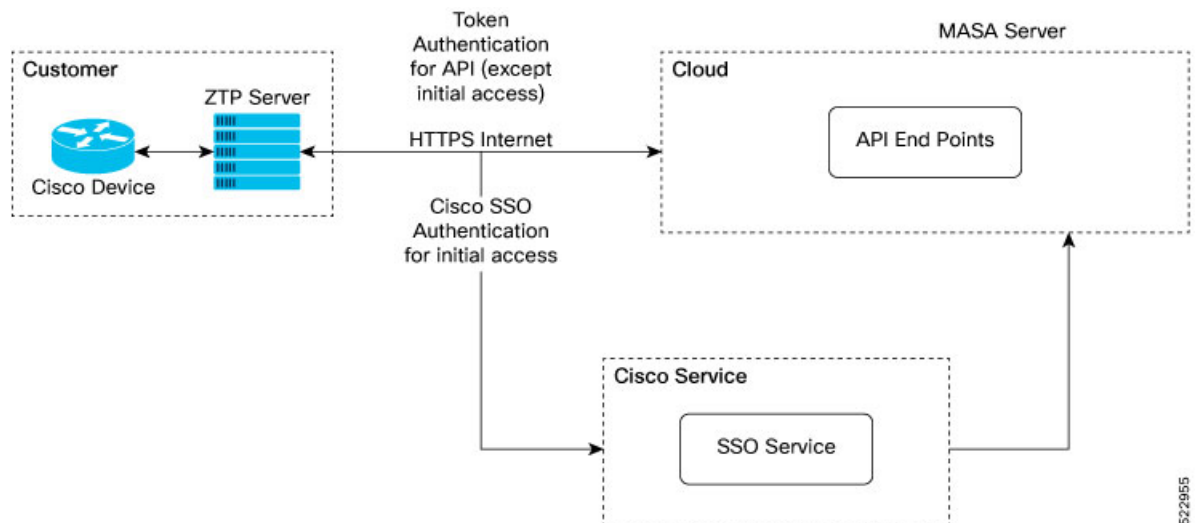 Token
Authentication
for API (except
initial access)
MASA Server
Customer
Cloud
ZTP Server
HTTPS Internet
API End Points
Cisco Device
Cisco SSO
Authentication
for initial access
Cisco Service
SSO Service
522955